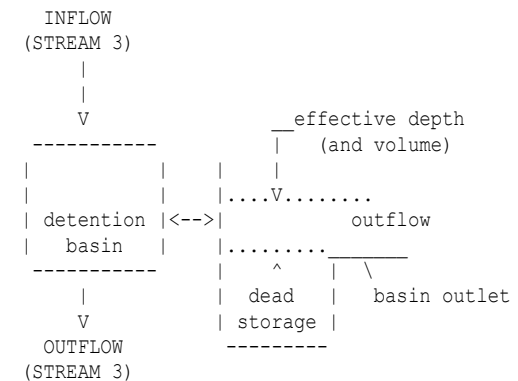 INFLOW
(STREAM 3)
V
effective depth
(and volume)
V
detention
basin
outflow
dead
storage
basin outlet
V
OUTFLOW
(STREAM 3)